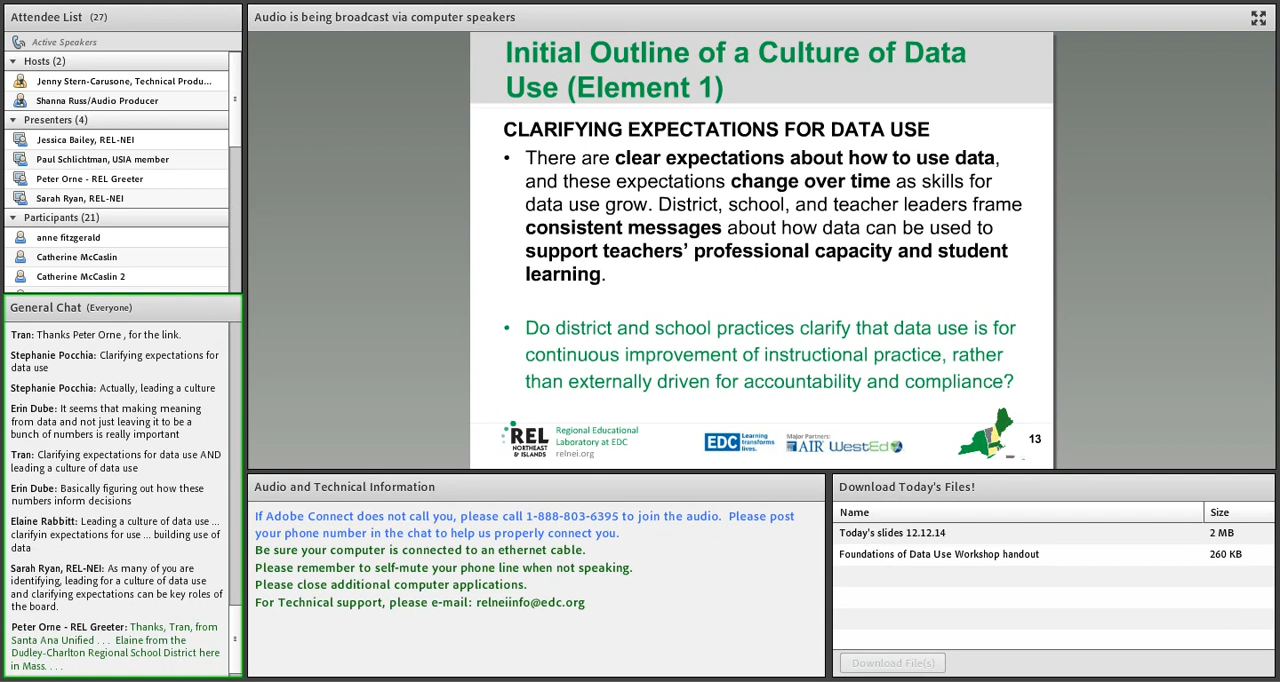 Attendee List (27)
Active Speakers
Hosts (2)
Jenny Stern-Carusone, Technical Produ...
Shanna Russ/Audio Producer
Presenters (4)
Jessica Bailey, REL-NEI
Paul Schlichtman, USIA member
Peter Orne - REL Greeter
Sarah Ryan, REL-NEI
Participants (21)
anne fitzgerald
Catherine McCaslin
Catherine McCaslin 2
General Chat (Everyone)
Tran: Thanks Peter Orne , for the link.
Stephanie Pocchia: Clarifying expectations for
data use
Stephanie Pocchia: Actually, leading a culture
Erin Dube: It seems that making meaning
from data and not just leaving it to be a
bunch of numbers is really important
Tran: Clarifying expectations for data use AND
leading a culture of data use
Erin Dube: Basically figuring out how these
numbers inform decisions
Elaine Rabbitt: Leading a culture of data use ...
clarifyin expectations for use ... building use of
data
Sarah Ryan, REL-NEI: As many of you are
identifying, leading for a culture of data use
and clarifying expectations can be key roles of
the board.
Peter Orne - REL Greeter: Thanks, Tran, from
Santa Ana Unified . . .  Elaine from the
Dudley-Charlton Regional School District here
in Mass. . . .
Audio is being broadcast via computer speakers
Initial Outline of a Culture of Data
Use (Element 1)
CLARIFYING EXPECTATIONS FOR DATA USE
• There are clear expectations about how to use data,
and these expectations change over time as skills for
data use grow. District, school, and teacher leaders frame
consistent messages about how data can be used to
support teachers’ professional capacity and student
learning.
• Do district and school practices clarify that data use is for
continuous improvement of instructional practice, rather
than externally driven for accountability and compliance?
REL
NORTHEAST
& ISLANDS
Regional Educational
Laboratory at EDC
relnei.org
EDC Learning
transforms
lives.
Major Partners:
AIR WestEd
13
Audio and Technical Information
If Adobe Connect does not call you, please call 1-888-803-6395 to join the audio.  Please post
your phone number in the chat to help us properly connect you.
Be sure your computer is connected to an ethernet cable.
Please remember to self-mute your phone line when not speaking.
Please close additional computer applications.
For Technical support, please e-mail: relneiinfo@edc.org
Download Today's Files!
Name Size
Today's slides 12.12.14 2 MB
Foundations of Data Use Workshop handout 260 KB
Download File(s)